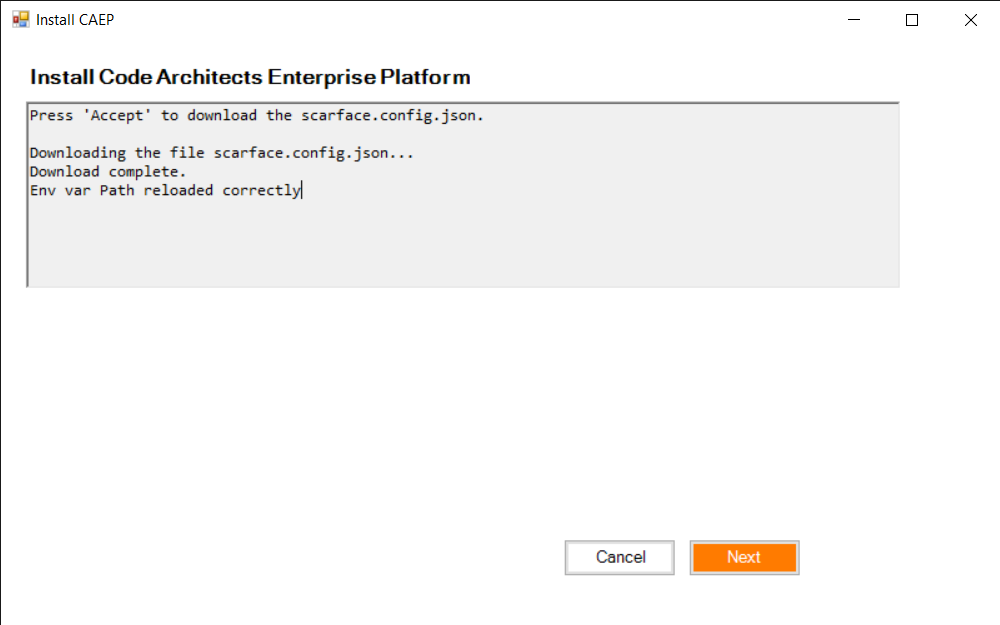 Install CAEP
Install Code Architects Enterprise Platform
Press 'Accept' to download the scarface.config.json.
Downloading the file scarface.config.json...
Download complete.
Env var Path reloaded correctly
Cancel
Next